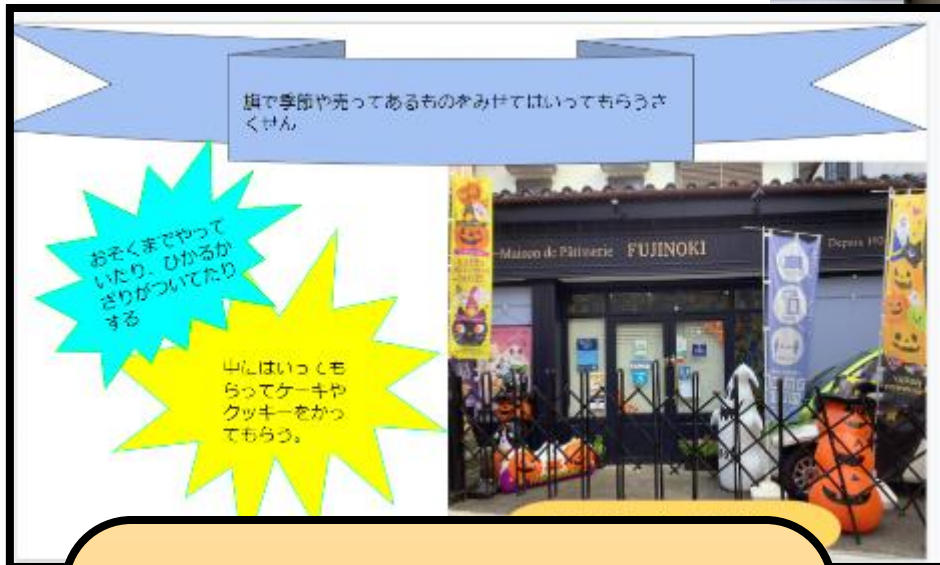 旗で季節や売ってあるものをみせてはいってもらうさ
くせん
おそくまでやって
いたり、ひかるか
ざりがついてたり
する
中にはいっても
らってケーキや
クッキーをかっ
てもらう。
Maison de Pâtisserie FUJINOKI
Depuis